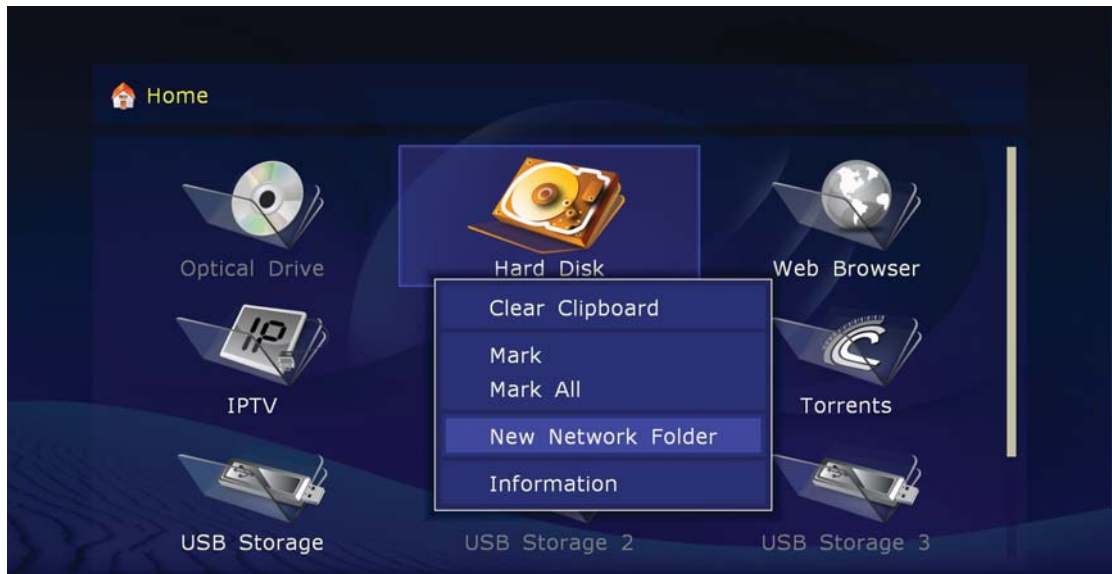 Home
Optical Drive
Hard Disk
Web Browser
Clear Clipboard
Mark
Mark All
New Network Folder
Information
IP
IPTV
Torrents
USB Storage
USB Storage 2
USB Storage 3